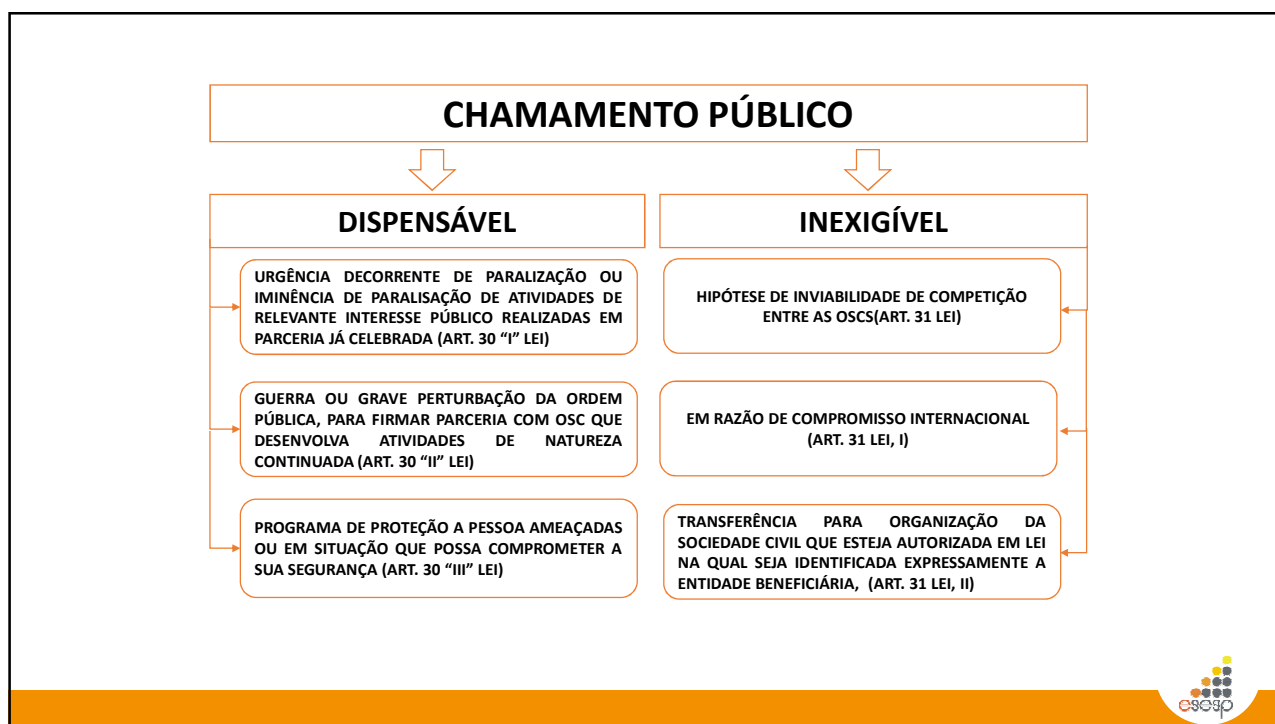 CHAMAMENTO PÚBLICO
DISPENSÁVEL
URGÊNCIA DECORRENTE DE PARALIZAÇÃO OU
IMINÊNCIA DE PARALISAÇÃO DE ATIVIDADES DE
RELEVANTE INTERESSE PÚBLICO REALIZADAS EM
PARCERIA JÁ CELEBRADA (ART. 30 “I” LEI)
GUERRA OU GRAVE PERTURBAÇÃO DA ORDEM
PÚBLICA, PARA FIRMAR PARCERIA COM OSC QUE
DESENVOLVA ATIVIDADES DE NATUREZA
CONTINUADA (ART. 30 “II” LEI)
PROGRAMA DE PROTEÇÃO A PESSOA AMEAÇADAS
OU EM SITUAÇÃO QUE POSSA COMPROMETER A
SUA SEGURANÇA (ART. 30 “III” LEI)
INEXIGÍVEL
HIPÓTESE DE INVIABILIDADE DE COMPETIÇÃO
ENTRE AS OSCS(ART. 31 LEI)
EM RAZÃO DE COMPROMISSO INTERNACIONAL
(ART. 31 LEI, I)
TRANSFERÊNCIA PARA ORGANIZAÇÃO DA
SOCIEDADE CIVIL QUE ESTEJA AUTORIZADA EM LEI
NA QUAL SEJA IDENTIFICADA EXPRESSAMENTE A
ENTIDADE BENEFICIÁRIA, (ART. 31 LEI, II)
esesp